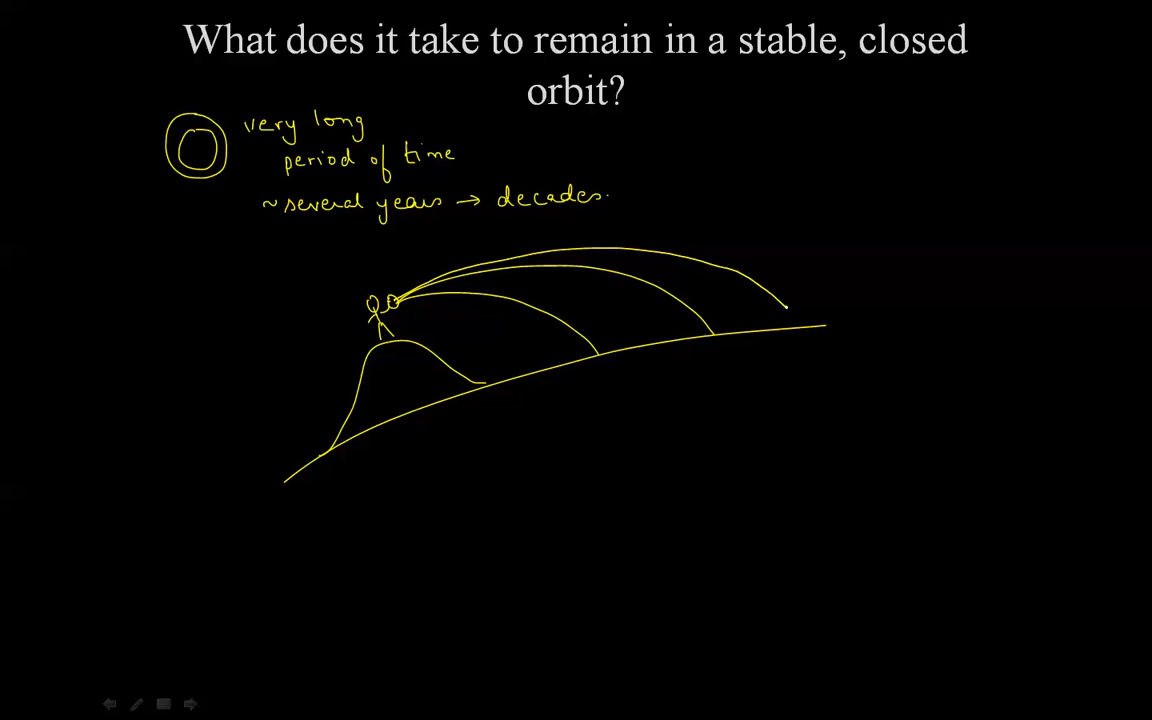 What does it take to remain in a stable, closed
orbit?
very long
period of time
~ several years → decades.